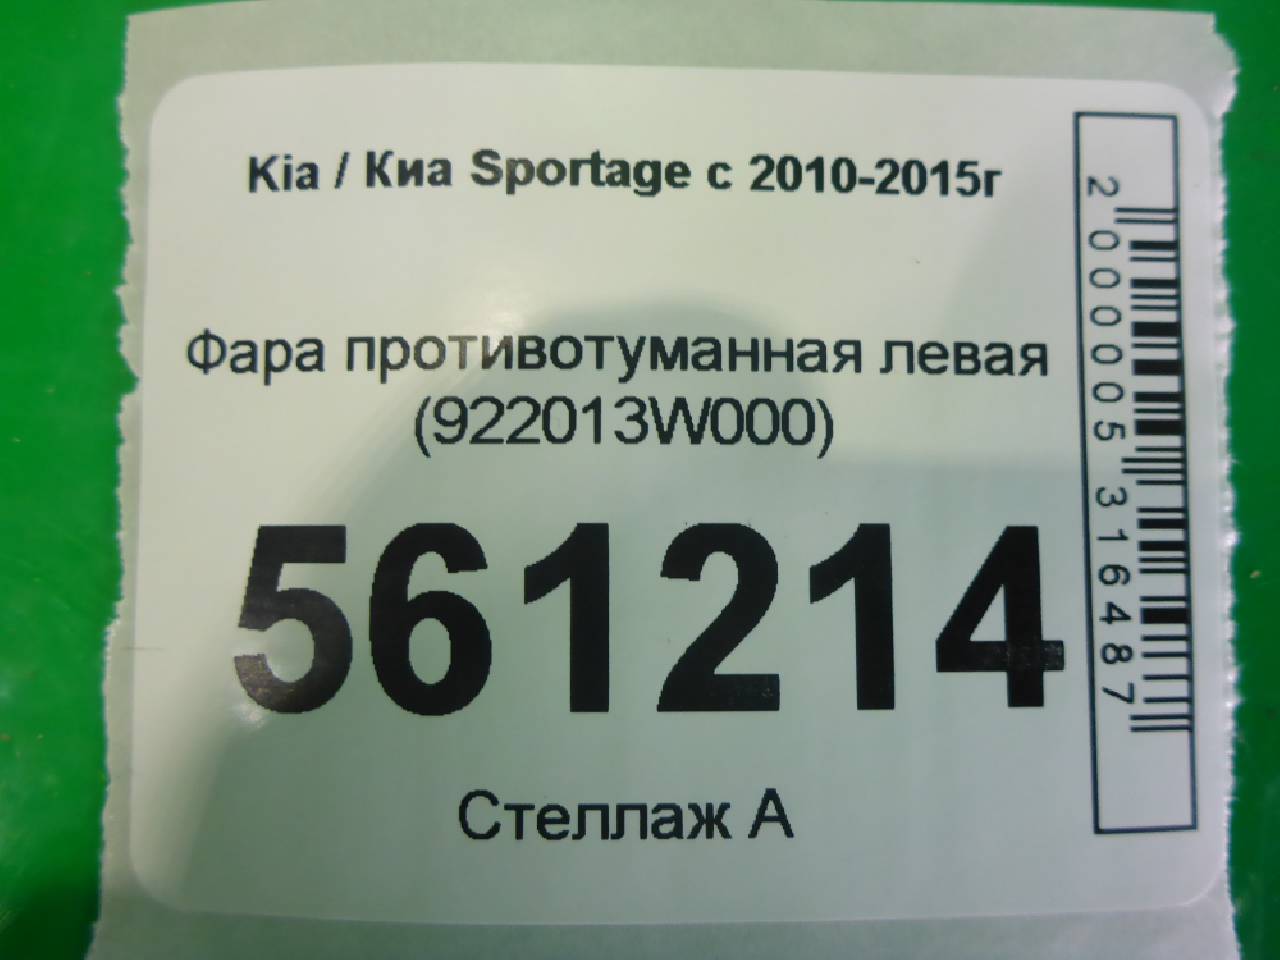 Kia / Киа Sportage с 2010-2015г
Фара противотуманная левая
(922013W000)
561214
Стеллаж А
2000005316487